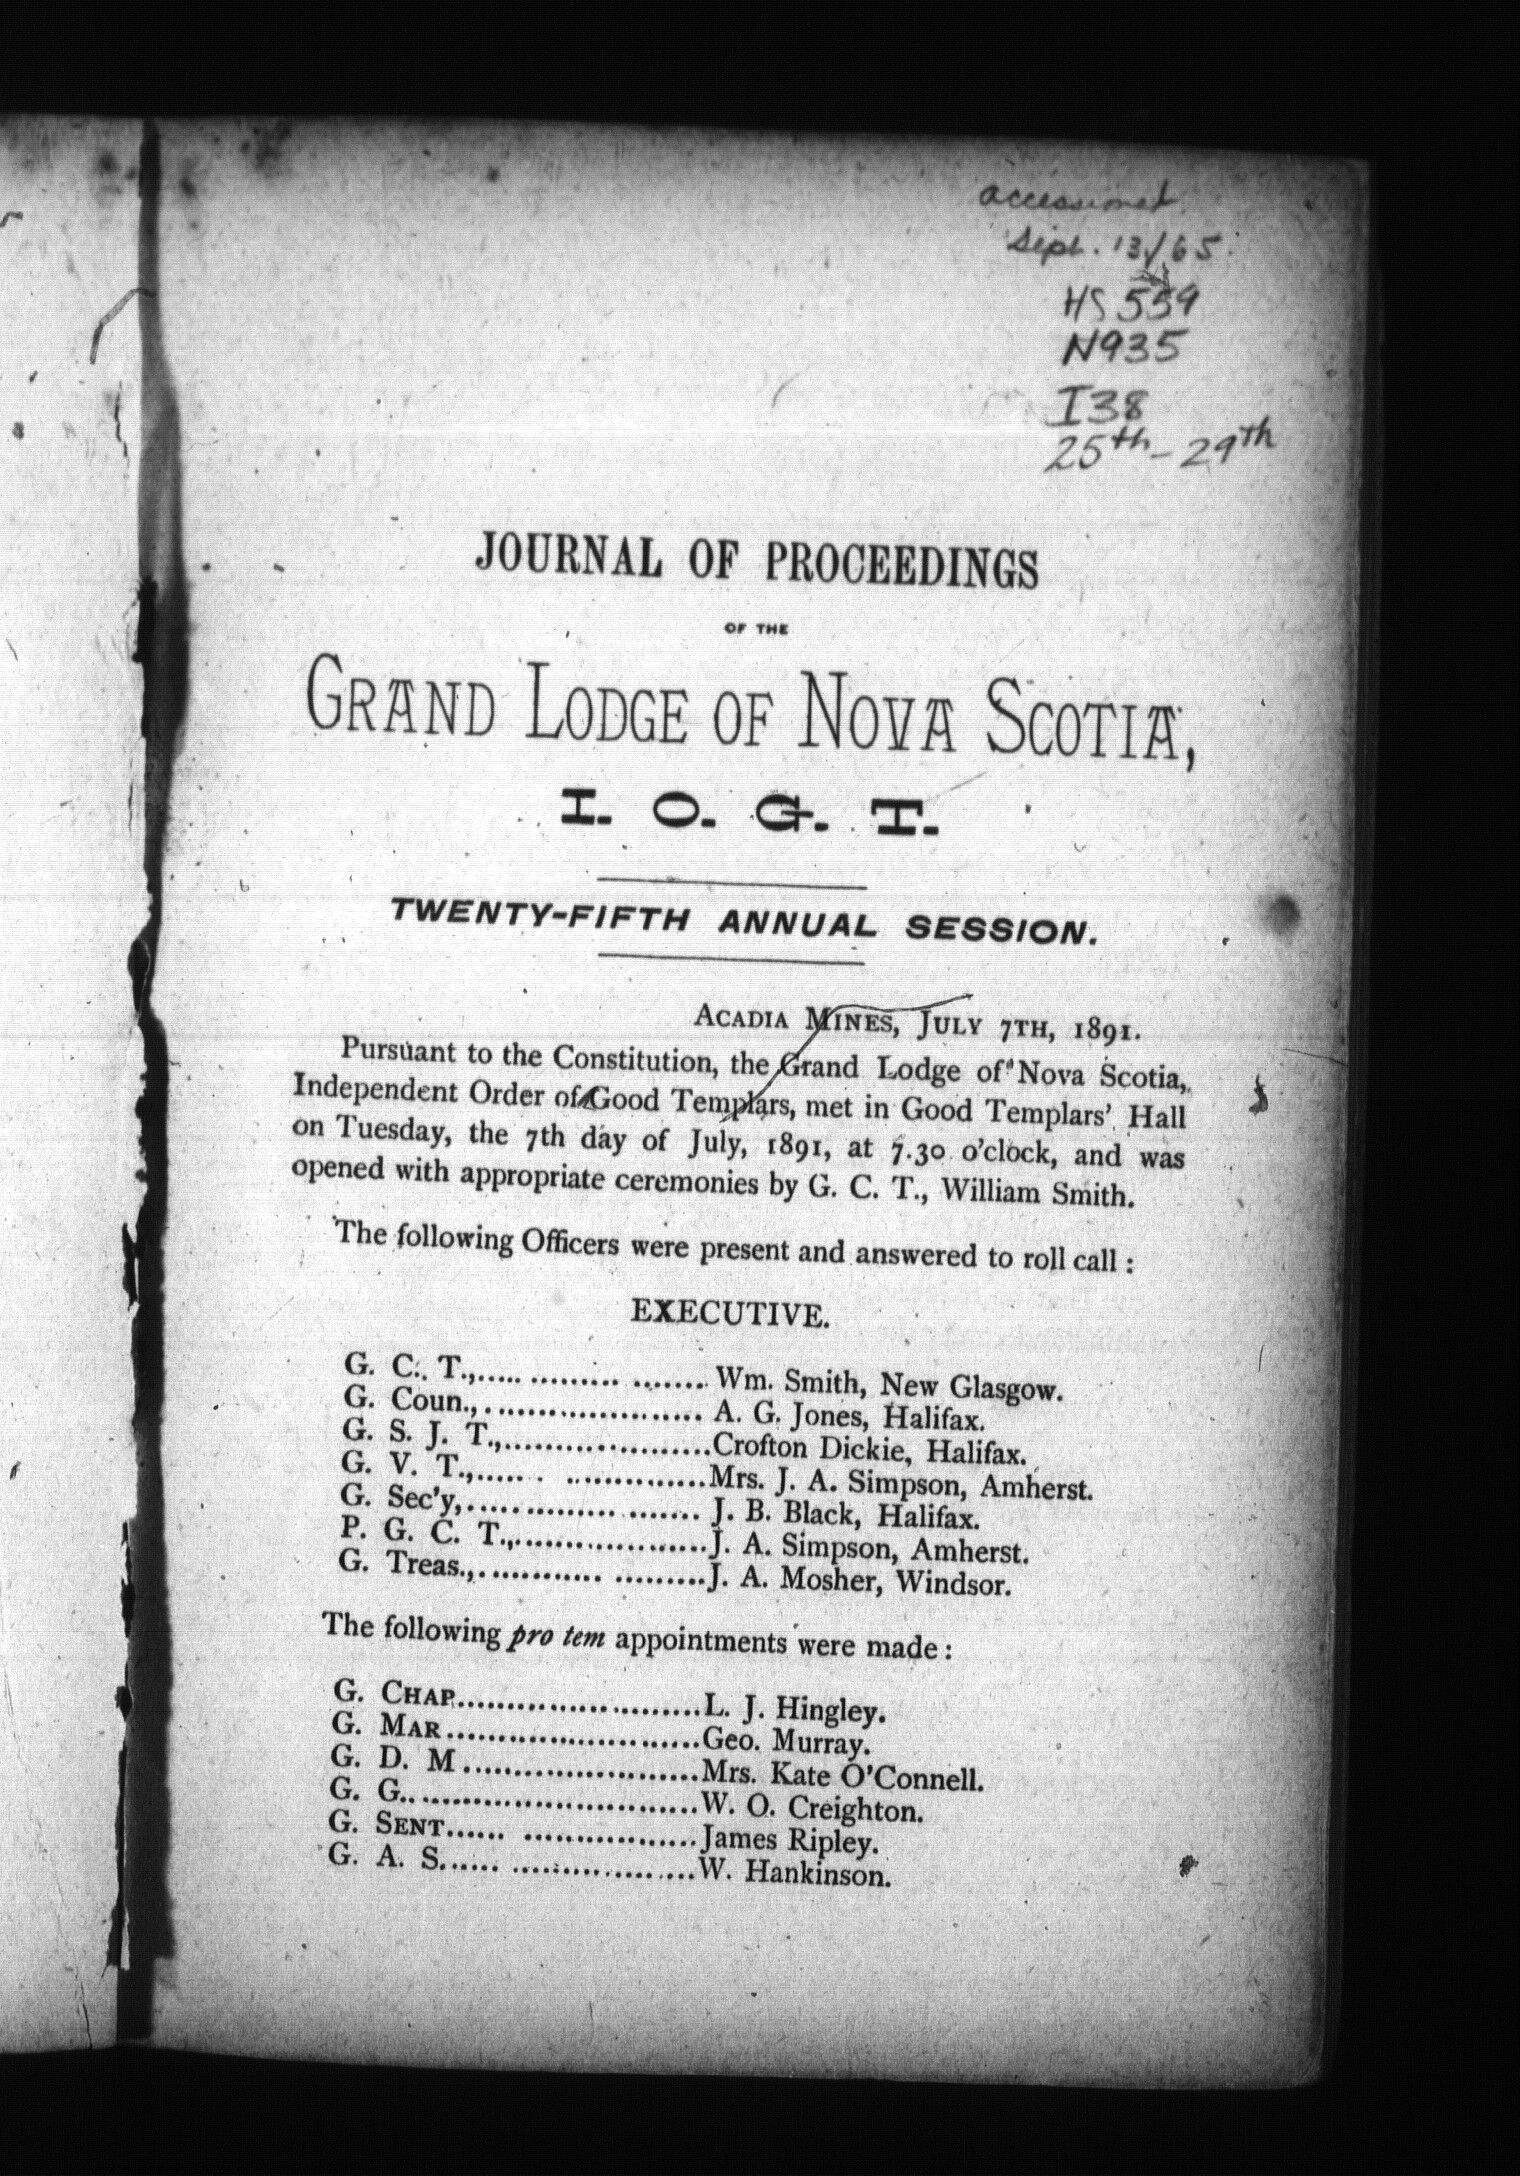 accessioned
Sept. 13/65.
HS 559
N935
I38
25th - 29th
JOURNAL OF PROCEEDINGS
OF THE
GRAND LODGE OF NOVA SCOTIA,
I. O. G. T.
TWENTY-FIFTH ANNUAL SESSION.
ACADIA MINES, JULY 7TH, 1891.
Pursuant to the Constitution, the Grand Lodge of Nova Scotia,
Independent Order of Good Templars, met in Good Templars' Hall
on Tuesday, the 7th day of July, 1891, at 7.30 o'clock, and was
opened with appropriate ceremonies by G. C. T., William Smith.
The following Officers were present and answered to roll call :
EXECUTIVE.
G. C. T.,..... ......... ....... Wm. Smith, New Glasgow.
G. Coun.,..................... A. G. Jones, Halifax.
G. S. J. T.,....................Crofton Dickie, Halifax.
G. V. T.,..... . .............Mrs. J. A. Simpson, Amherst.
G. Sec'y,............... ....... J. B. Black, Halifax.
P. G. C. T.,...................J. A. Simpson, Amherst.
G. Treas.,............ .........J. A. Mosher, Windsor.
The following pro tem appointments were made :
G. CHAP........................L. J. Hingley.
G. MAR........................Geo. Murray.
G. D. M.......................Mrs. Kate O'Connell.
G. G............................W. O. Creighton.
G. SENT...... ................James Ripley.
G. A. S...... .................W. Hankinson.